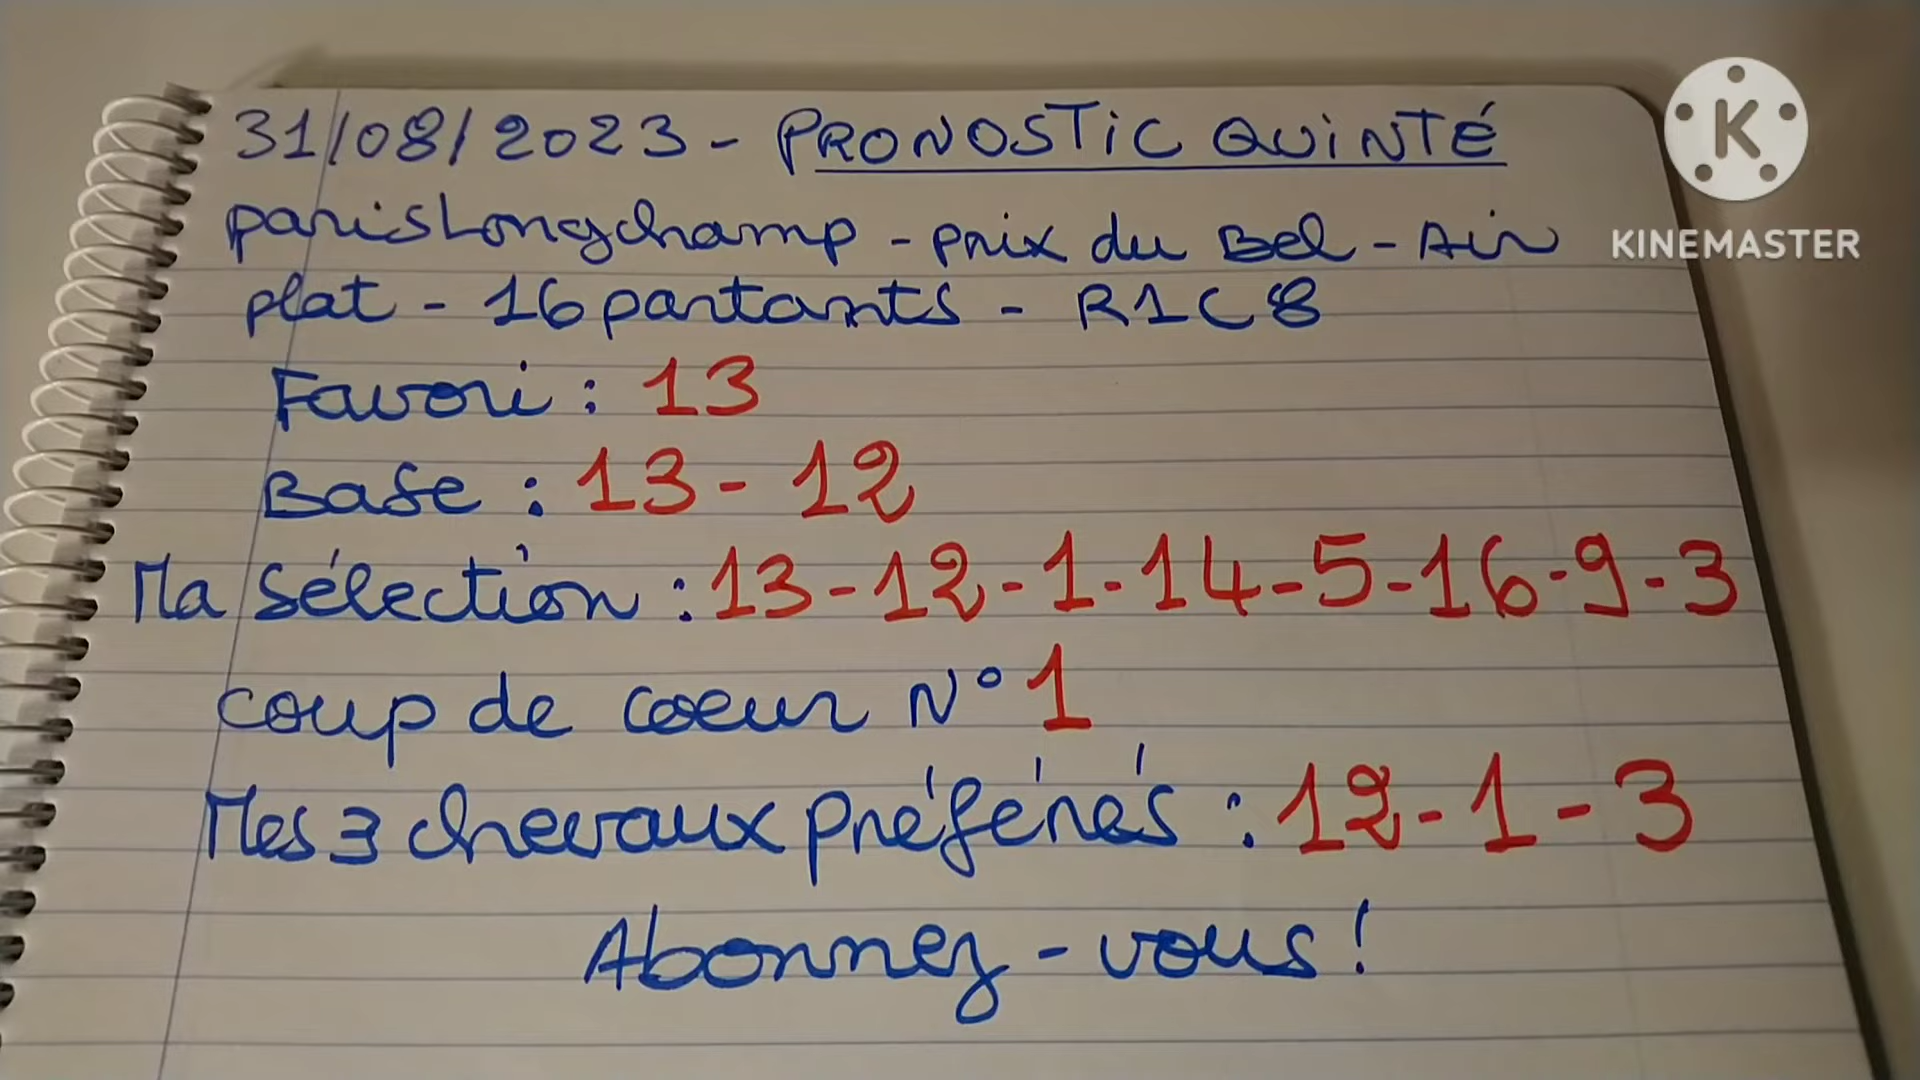 31/08/2023 - PRONOSTIC QUINTÉ
parisLongchamp - prix du Bel - Air
plat - 16 partants - R1C8
Favori : 13
Base : 13 - 12
Ma sélection : 13 - 12 - 1 - 14 - 5 - 16 - 9 - 3
coup de coeur N° 1
Mes 3 chevaux préférés : 12 - 1 - 3
Abonnez - vous !
K
KINEMASTER